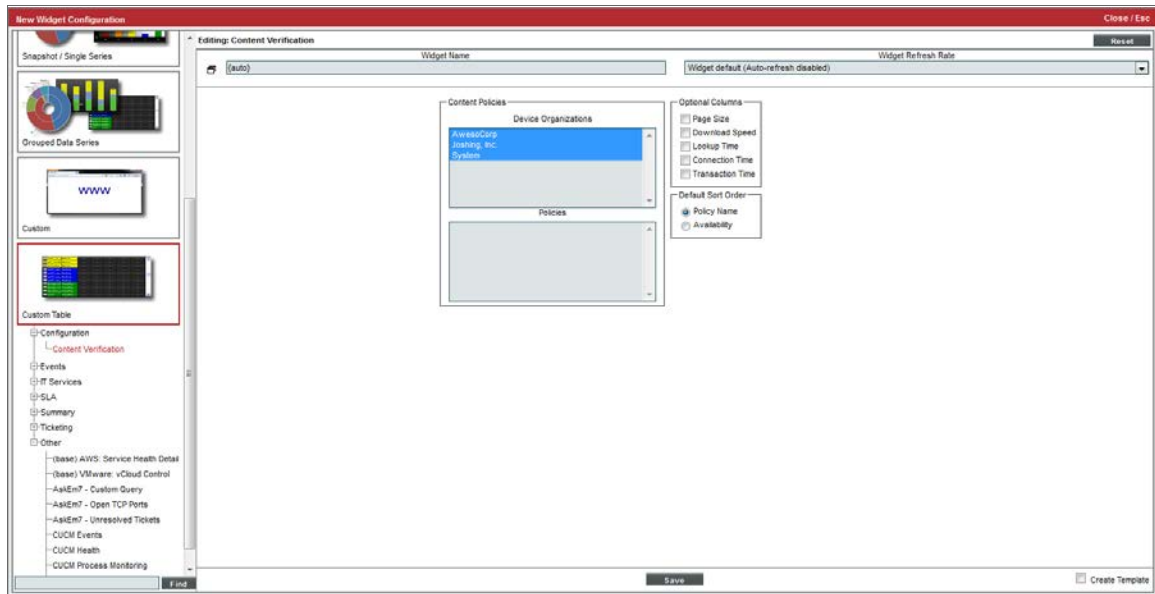 New Widget Configuration
Close / Esc
Snapshot / Single Series
Grouped Data Series
www
Custom
Custom Table
Configuration
Content Verification
Events
IT Services
SLA
Summary
Ticketing
Other
(base) AWS: Service Health Detail
(base) VMware: vCloud Control
AskEm7 - Custom Query
AskEm7 - Open TCP Ports
AskEm7 - Unresolved Tickets
CUCM Events
CUCM Health
CUCM Process Monitoring
Find
Editing: Content Verification
Reset
Widget Name
Widget Refresh Rate
{auto}
Widget default (Auto-refresh disabled)
Content Policies
Device Organizations
AwesoCorp
Joshing, Inc.
System
Policies
Optional Columns
Page Size
Download Speed
Lookup Time
Connection Time
Transaction Time
Default Sort Order
Policy Name
Availability
Save
Create Template